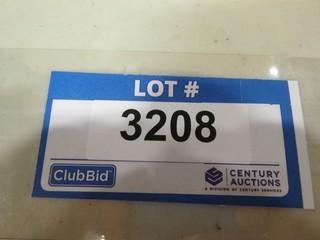 LOT #
3208
ClubBid
CENTURY
AUCTIONS
A DIVISION OF CENTURY SERVICES